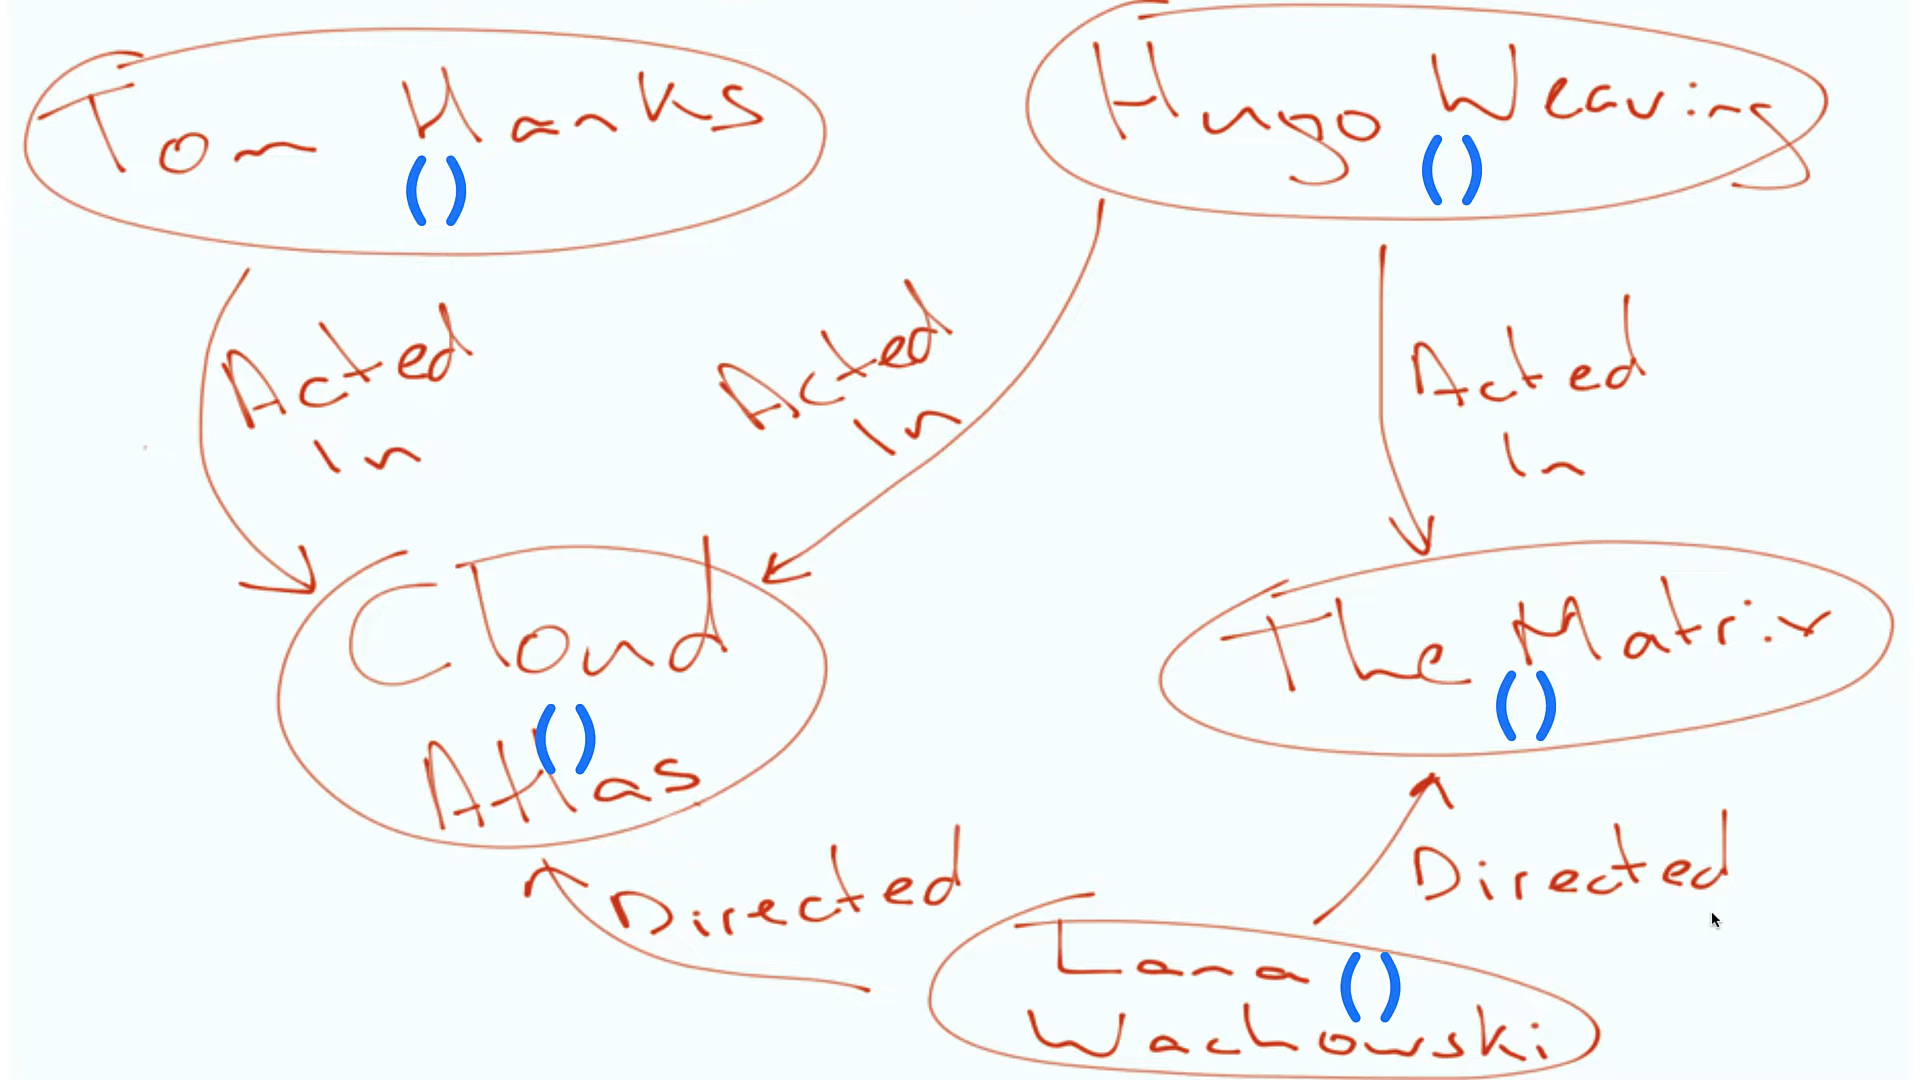 Tom Hanks
()
Hugo Weaving
()
Acted
In
Acted
In
Acted
In
Cloud
()
Atlas
The Matrix
()
Directed
Directed
Lana ()
Wachowski